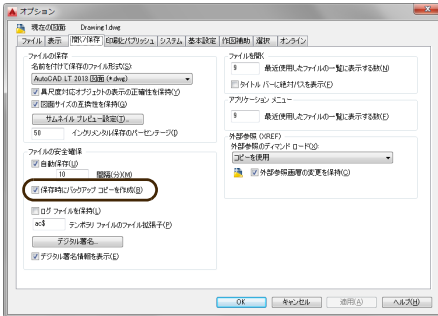 オプション
現在の図面 Drawing1.dwg
ファイル 表示 開く/保存 印刷とパブリッシュ システム 基本設定 作図補助 選択 オンライン
ファイルの保存
名前を付けて保存のファイル形式(S):
AutoCAD LT 2013 図面 (*.dwg)
異尺度対応オブジェクトの表示の正確性を保持(Y)
図面サイズの互換性を保持(G)
サムネイル プレビュー設定(T)...
50 インクリメンタル保存のパーセンテージ(I)
ファイルの安全確保
自動保存(U)
10 間隔(分)(M)
保存時にバックアップ コピーを作成(B)
ログ ファイルを保持(L)
ac$ テンポラリ ファイルのファイル拡張子(P)
デジタル署名...
デジタル署名情報を表示(E)
ファイルを開く
9 最近使用したファイルの一覧に表示する数(N)
タイトル バーに絶対パスを表示(F)
アプリケーション メニュー
9 最近使用したファイルの一覧に表示する数(Q)
外部参照 (XREF)
外部参照のディマンド ロード(X):
コピーを使用
外部参照画層の変更を保持(C)
OK キャンセル 適用(A) ヘルプ(H)